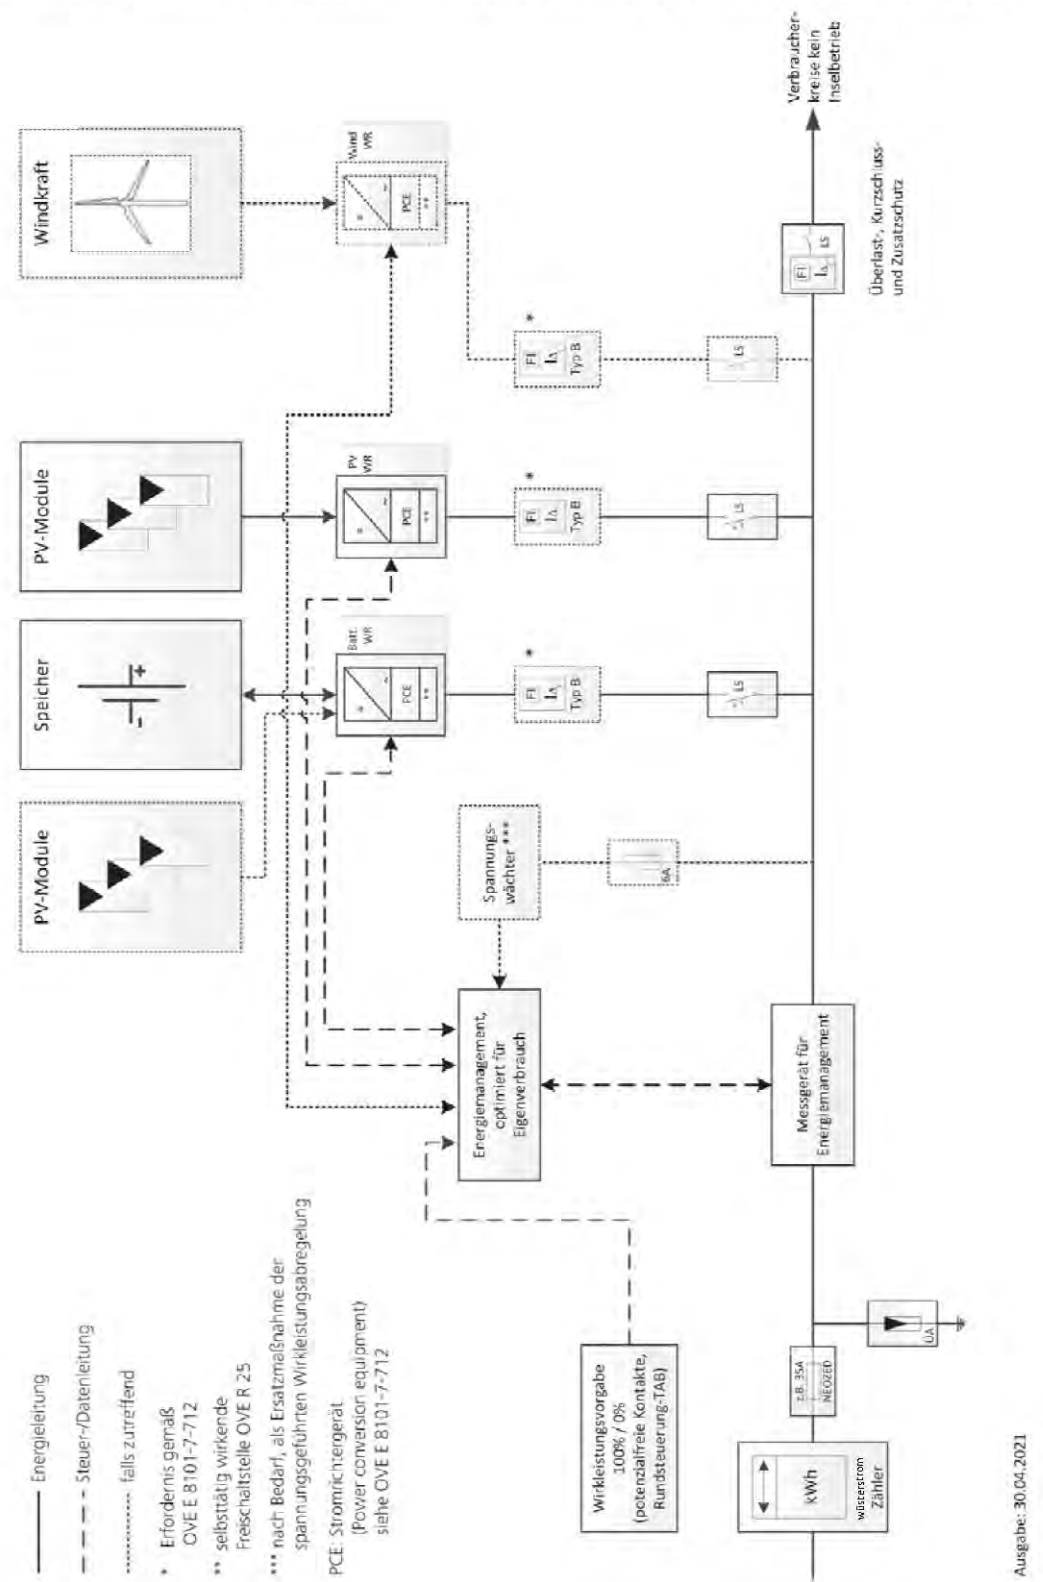 Energieleitung
Steuer-/Datenleitung
falls zutreffend
* Erfordernis gemäß
OVE E 8101-7-712
** selbsttätig wirkende
Freischaltstelle OVE R 25
*** nach Bedarf, als Ersatzmaßnahme der
spannungsgeführten Wirkleistungsabregelung
PCE: Stromrichtergerät
(Power conversion equipment)
siehe OVE E 8101-7-712
PV-Module
Speicher
PV-Module
Windkraft
Batt.
WR
PCE
**
PV
WR
PCE
**
Wind
WR
PCE
**
Energiemanagement,
optimiert für
Eigenverbrauch
Spannungs-
wächter ***
6A
*
FI
I∆
Typ B
*
FI
I∆
Typ B
*
FI
I∆
Typ B
LS
LS
LS
Wirkleistungsvorgabe
100% / 0%
(potenzialfreie Kontakte,
Rundsteuerung-TAB)
kWh
wüsterstrom
Zähler
z.B. 35A
NEOZED
ÜA
Messgerät für
Energiemanagement
FI
I∆
LS
Überlast-, Kurzschluss-
und Zusatzschutz
Verbraucher-
kreise kein
Inselbetrieb
Ausgabe: 30.04.2021